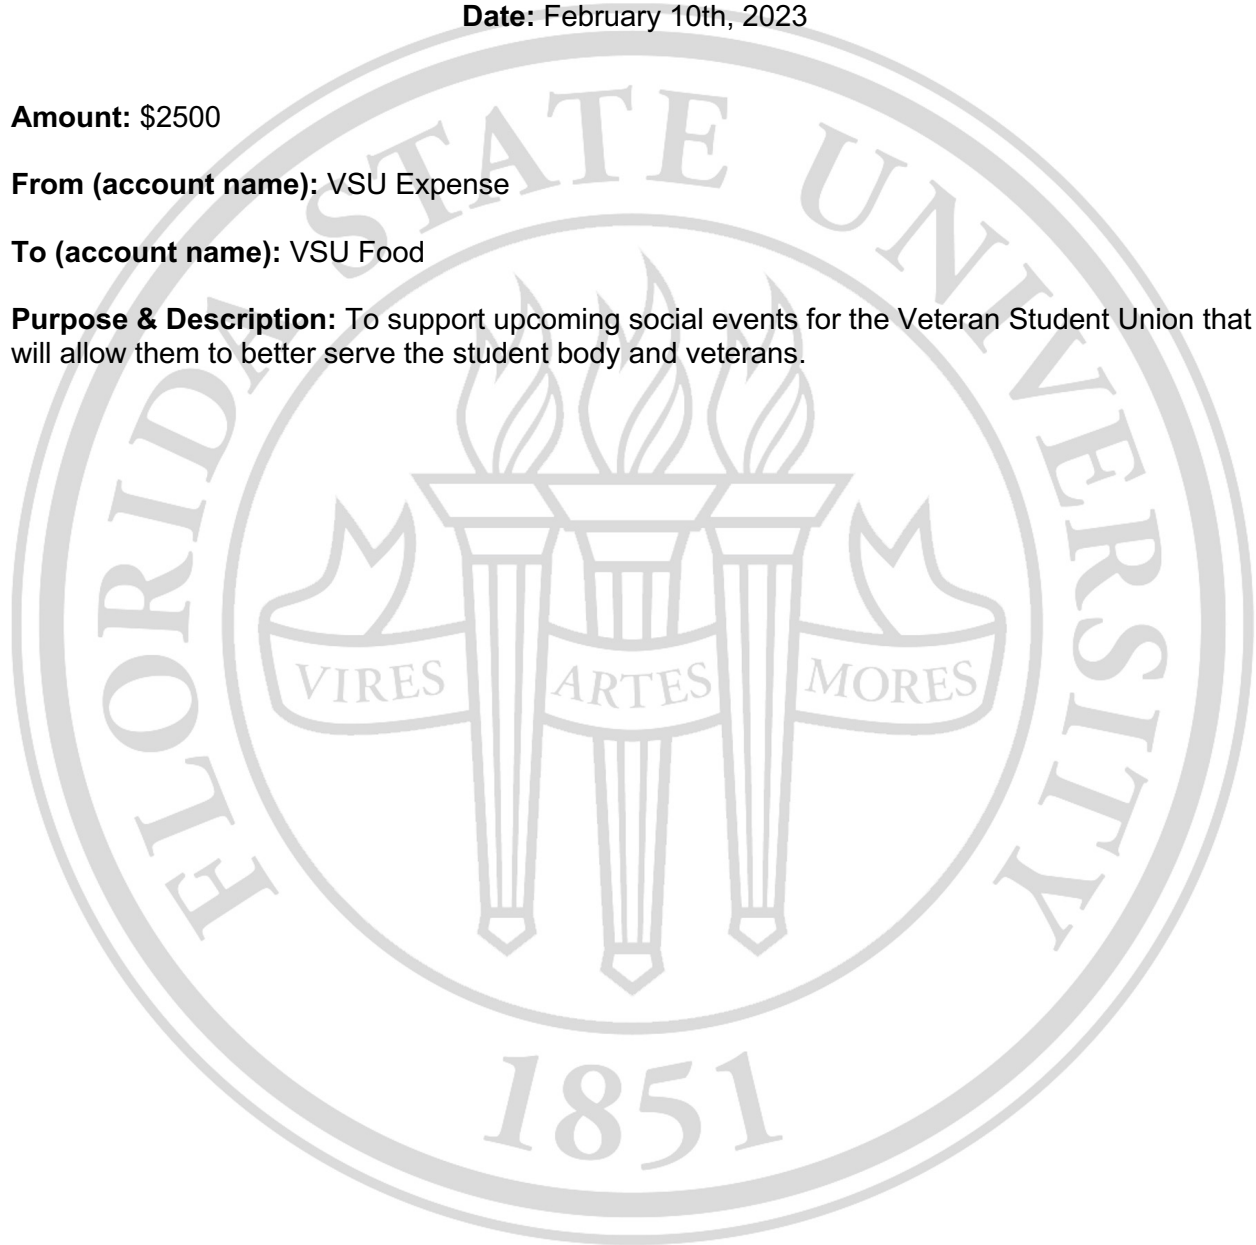 Date: February 10th, 2023
Amount: $2500
From (account name): VSU Expense
To (account name): VSU Food
Purpose & Description: To support upcoming social events for the Veteran Student Union that
will allow them to better serve the student body and veterans.
FLORIDA STATE UNIVERSITY
VIRES ARTES MORES
1851